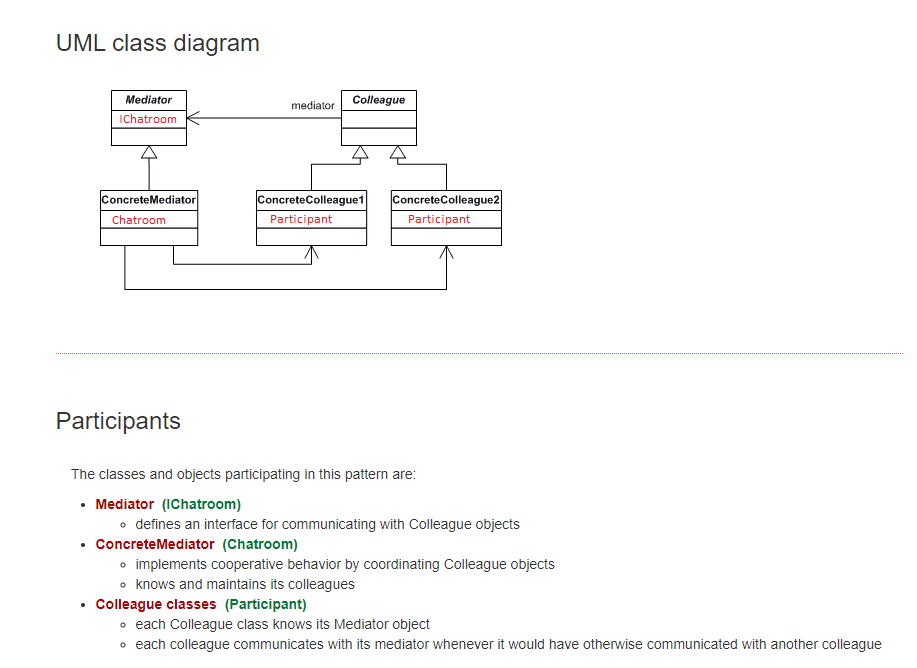 UML class diagram
Mediator
IChatroom
mediator
Colleague
ConcreteMediator
Chatroom
ConcreteColleague1
Participant
ConcreteColleague2
Participant
Participants
The classes and objects participating in this pattern are:
Mediator (IChatroom)
defines an interface for communicating with Colleague objects
ConcreteMediator (Chatroom)
implements cooperative behavior by coordinating Colleague objects
knows and maintains its colleagues
Colleague classes (Participant)
each Colleague class knows its Mediator object
each colleague communicates with its mediator whenever it would have otherwise communicated with another colleague